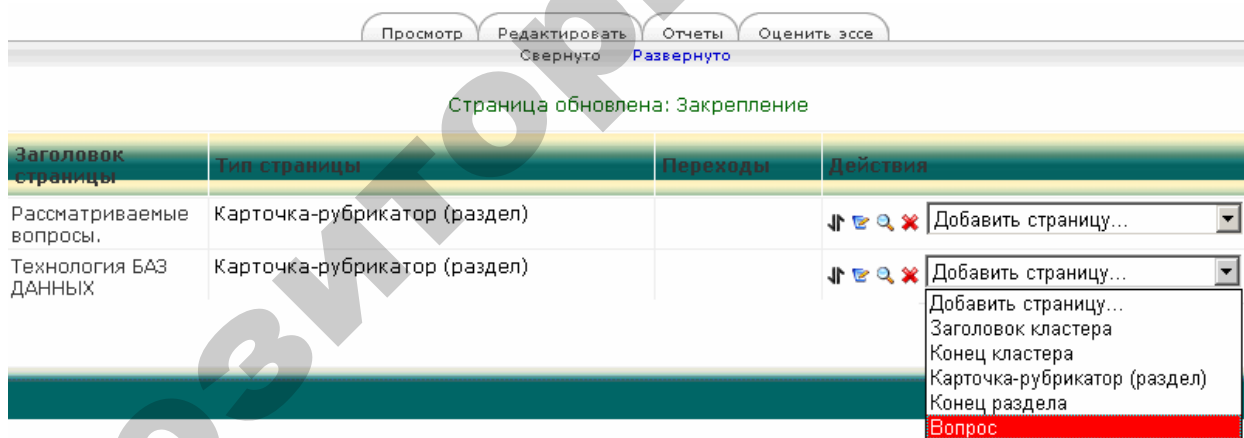 Просмотр Редактировать Отчеты Оценить эссе
Свернуто Развернуто
Страница обновлена: Закрепление
Заголовок страницы Тип страницы Переходы Действия
Рассматриваемые вопросы. Карточка-рубрикатор (раздел) Добавить страницу...
Технология БАЗ ДАННЫХ Карточка-рубрикатор (раздел) Добавить страницу...
Добавить страницу...
Заголовок кластера
Конец кластера
Карточка-рубрикатор (раздел)
Конец раздела
Вопрос